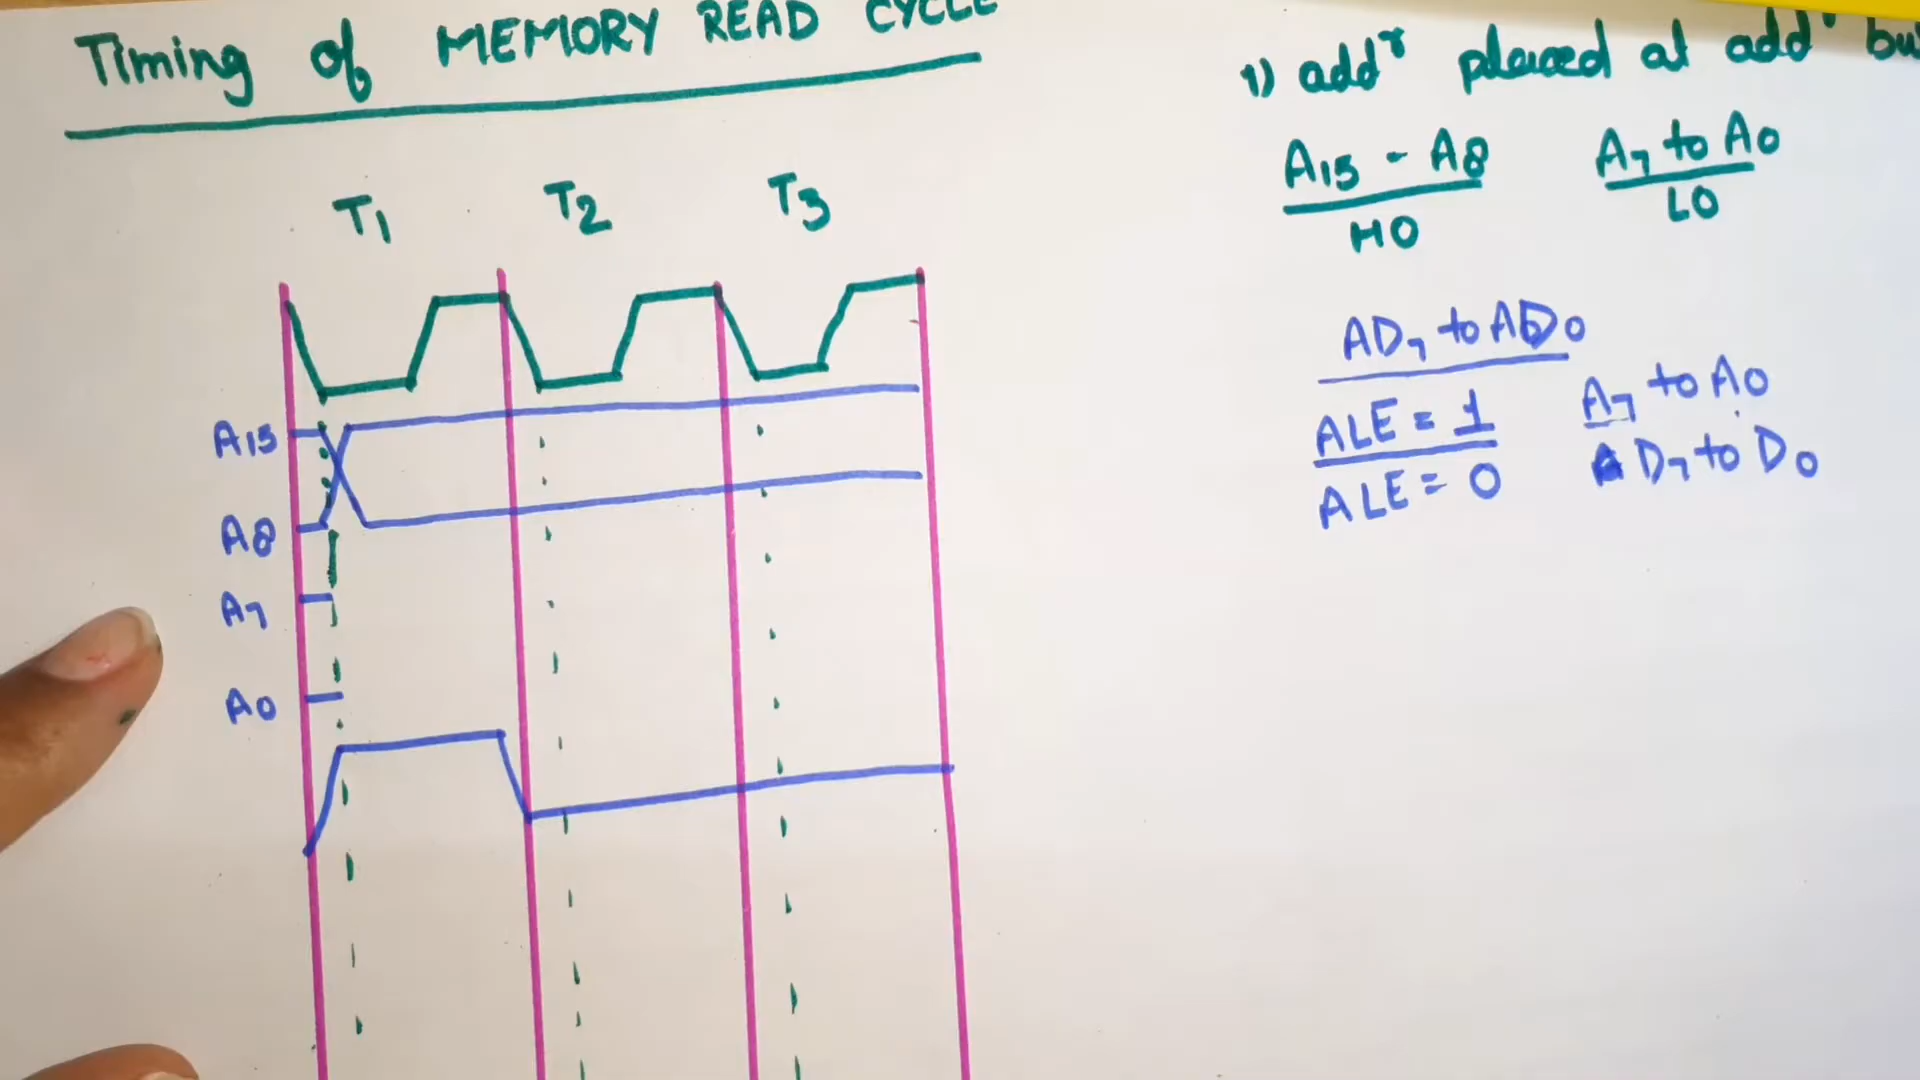 Timing of MEMORY READ CYCLE
T1 T2 T3
A15
A8
A7
A0
1) addr placed at addr bu
A15 - A8 A7 to A0
HO LO
AD7 to AD0
ALE = 1 A7 to A0
ALE = 0 D7 to D0